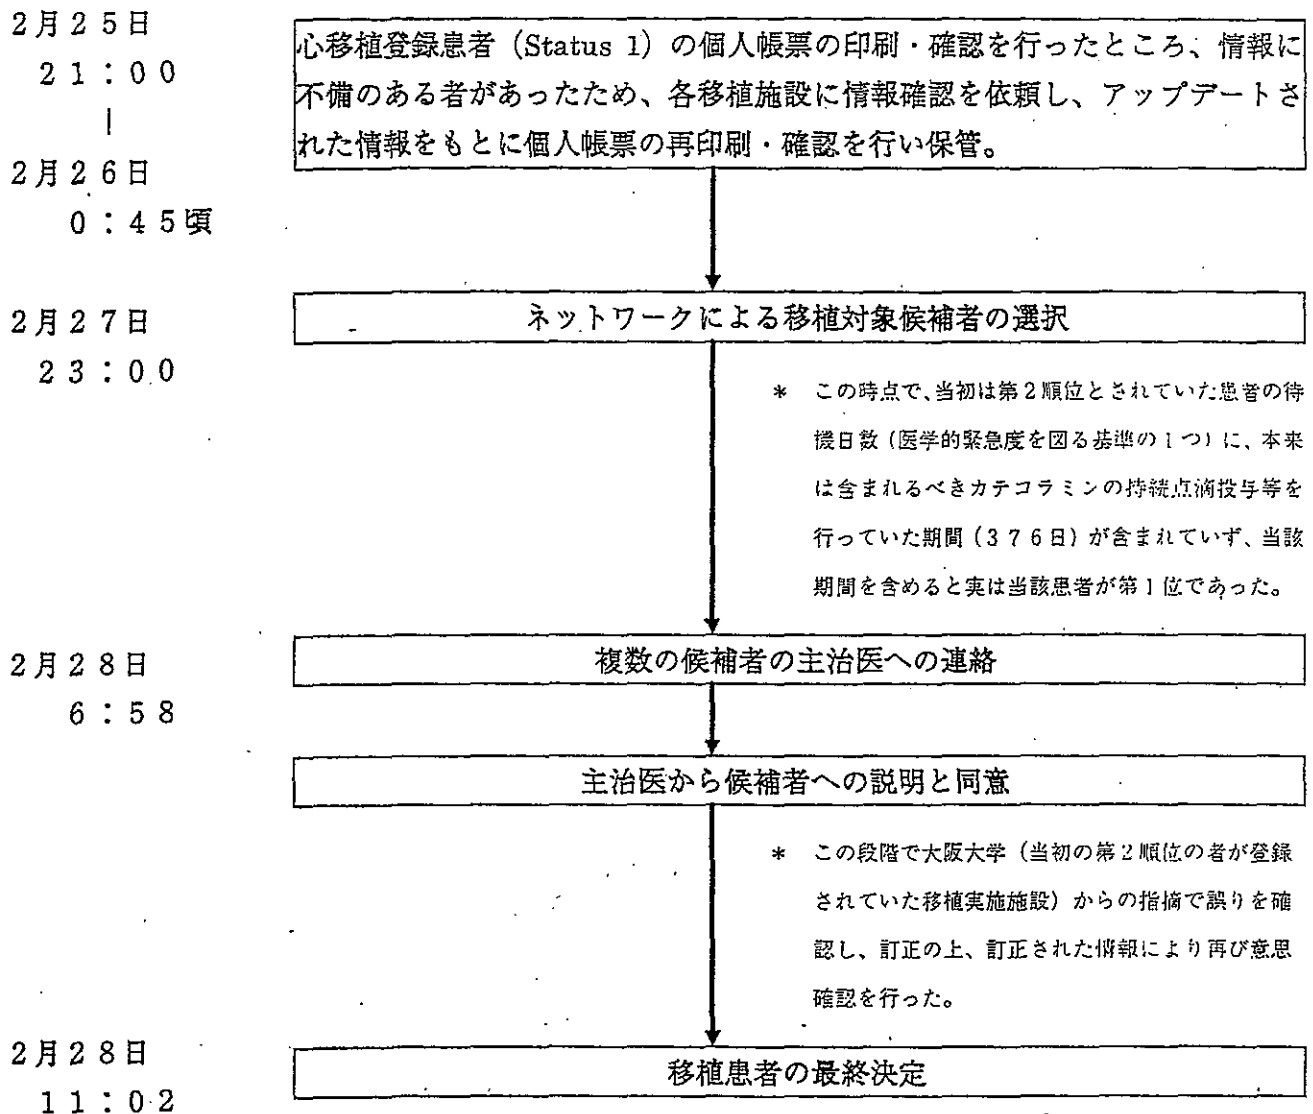 2月25日
21:00
|
2月26日
0:45頃
心移植登録患者(Status 1)の個人帳票の印刷・確認を行ったところ、情報に
不備のある者があったため、各移植施設に情報確認を依頼し、アップデートさ
れた情報をもとに個人帳票の再印刷・確認を行い保管。
2月27日
23:00
ネットワークによる移植対象候補者の選択
* この時点で、当初は第2順位とされていた患者の待
機日数(医学的緊急度を図る基準の1つ)に、本来
は含まれるべきカテコラミンの持続点滴投与等を
行っていた期間(376日)が含まれていず、当該
期間を含めると実は当該患者が第1位であった。
2月28日
6:58
複数の候補者の主治医への連絡
主治医から候補者への説明と同意
* この段階で大阪大学(当初の第2順位の者が登録
されていた移植実施施設)からの指摘で誤りを確
認し、訂正の上、訂正された情報により再び意思
確認を行った。
2月28日
11:02
移植患者の最終決定